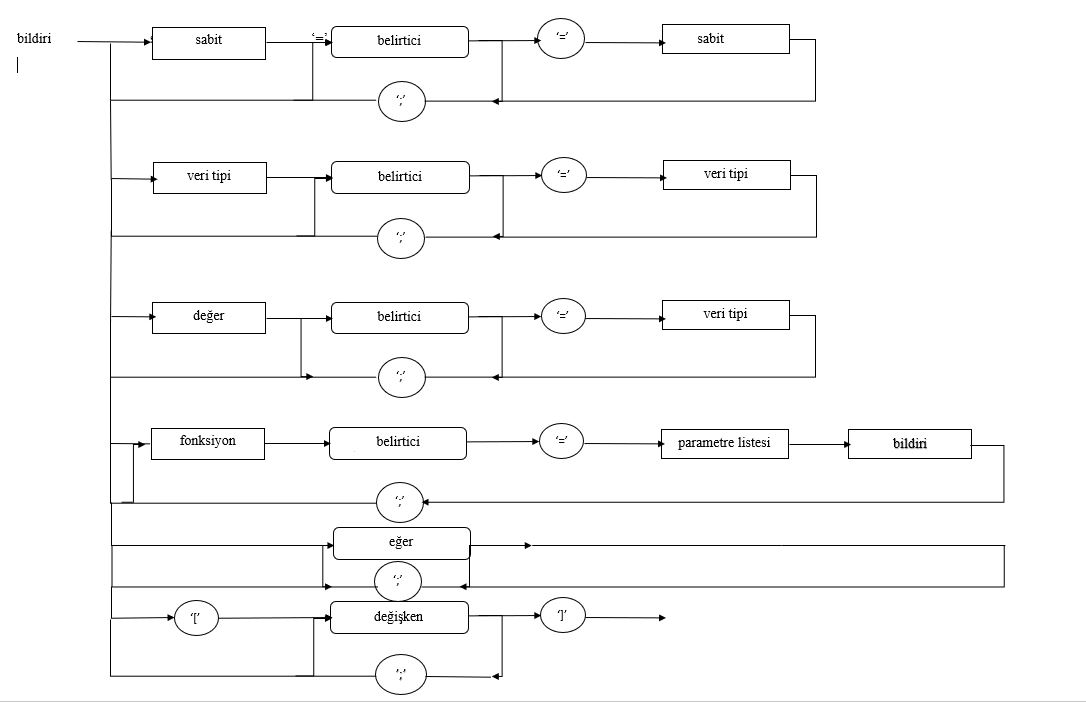 bildiri sabit ‘=’ belirtici ‘=’ sabit
‘;’
veri tipi belirtici ‘=’ veri tipi
‘;’
değer belirtici ‘=’ veri tipi
‘;’
fonksiyon belirtici ‘=’ parametre listesi bildiri
‘;’
eğer
‘;’
‘[’ değişken ‘]’
‘;’